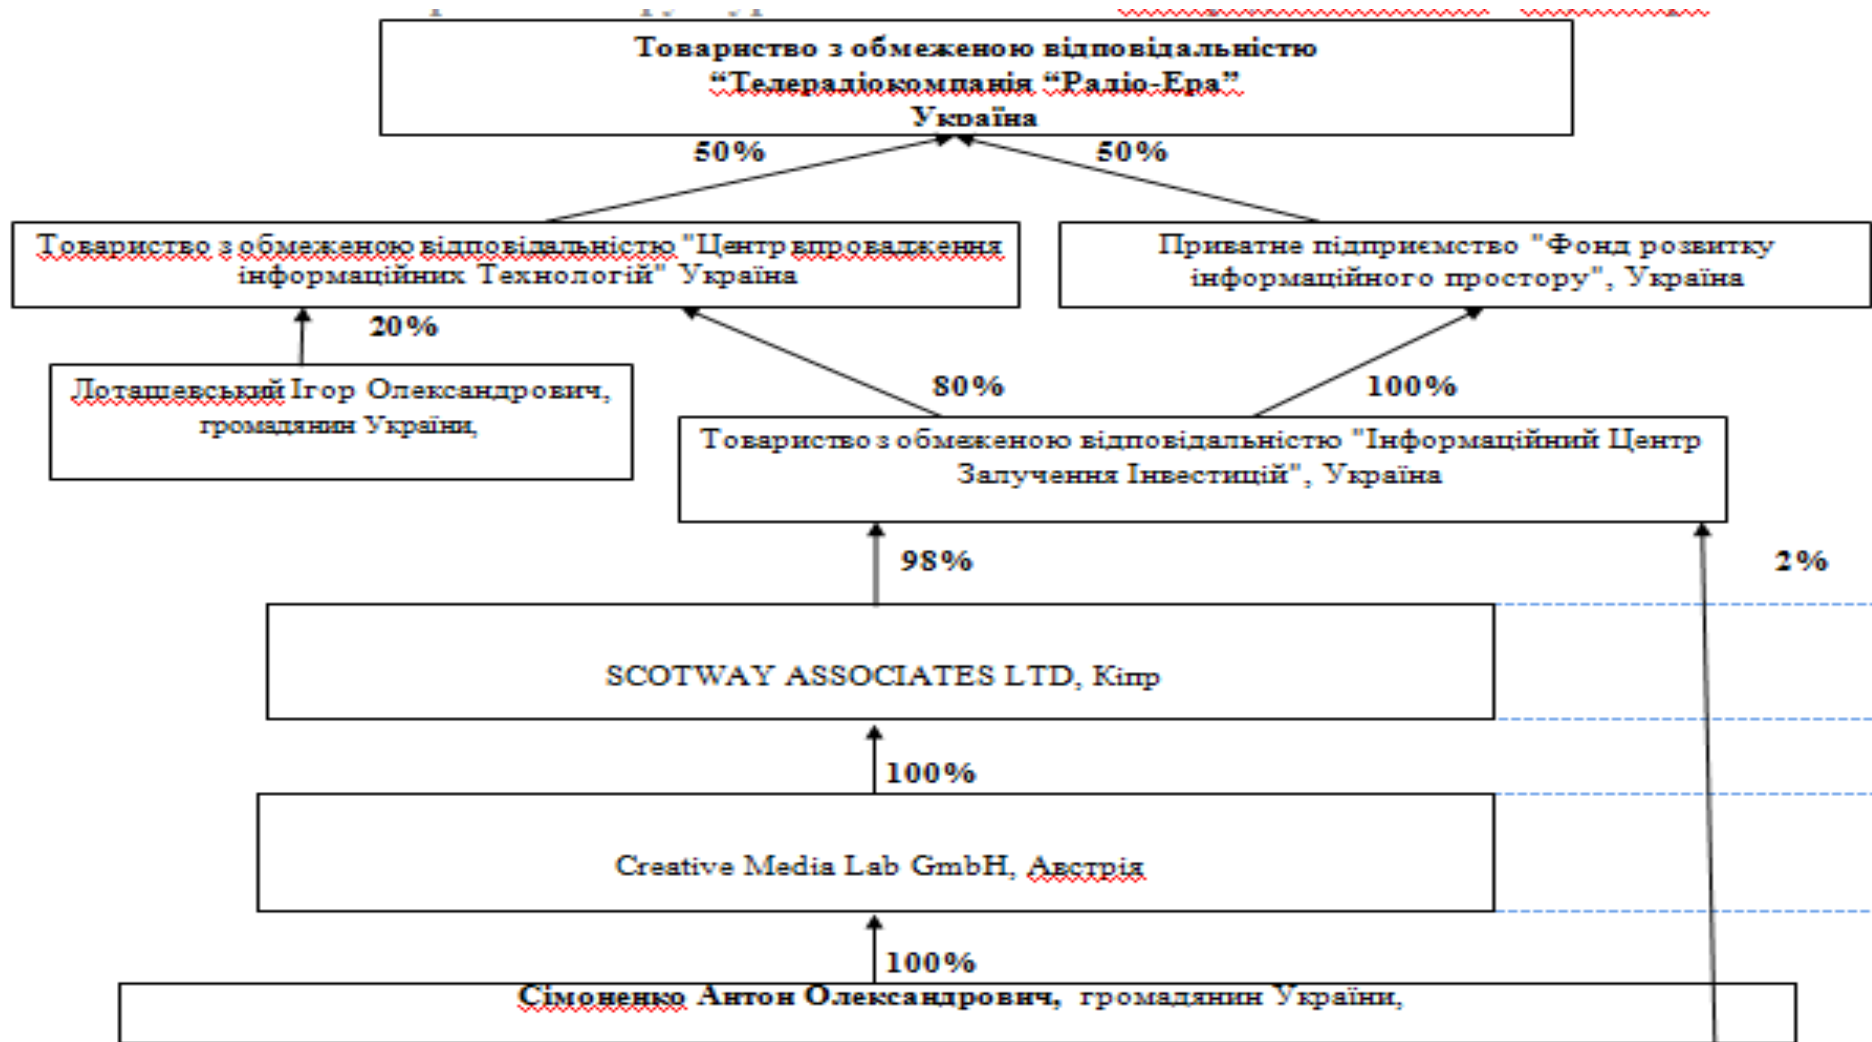 Товариство з обмеженою відповідальністю
“Телерадіокомпанія “Радіо-Ера”
Україна
50%
50%
Товариство з обмеженою відповідальністю "Центр впровадження
інформаційних Технологій" Україна
Приватне підприємство "Фонд розвитку
інформаційного простору", Україна
20%
Лоташевський Ігор Олександрович,
громадянин України,
80%
100%
Товариство з обмеженою відповідальністю "Інформаційний Центр
Залучення Інвестицій", Україна
98%
2%
SCOTWAY ASSOCIATES LTD, Кіпр
100%
Creative Media Lab GmbH, Австрія
100%
Сімоненко Антон Олександрович, громадянин України,